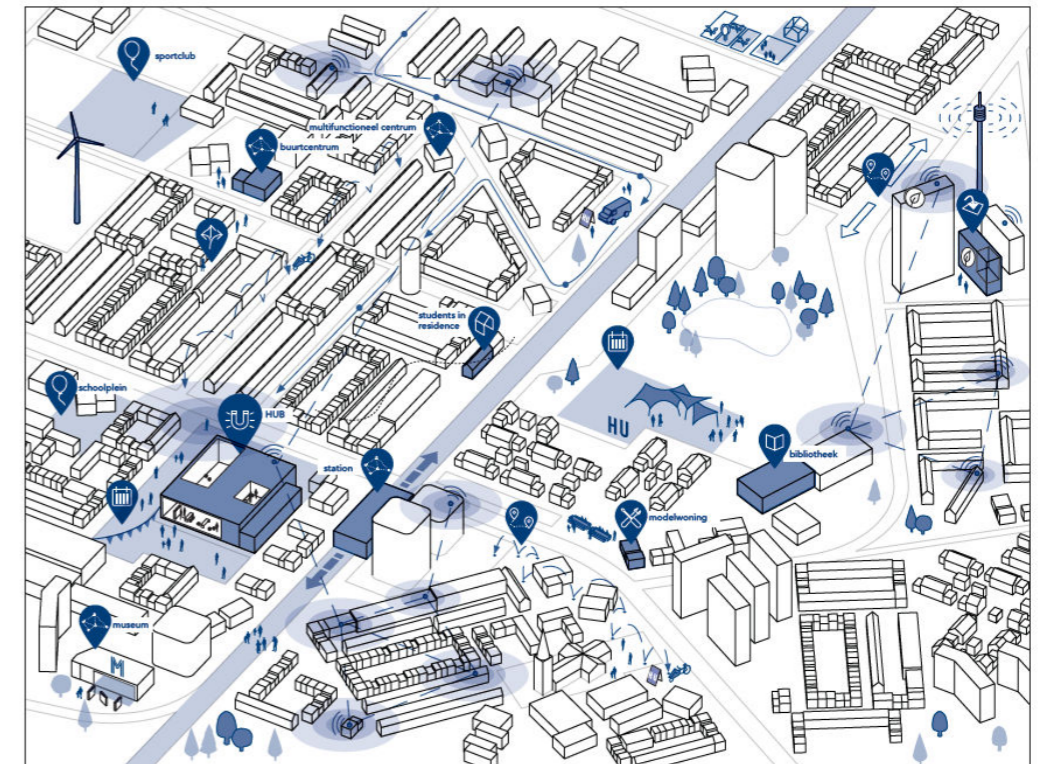 sportclub
multifunctioneel centrum
buurtcentrum
students in
residence
schoolplein
HUB
HU
station
bibliotheek
modelwoning
museum
M